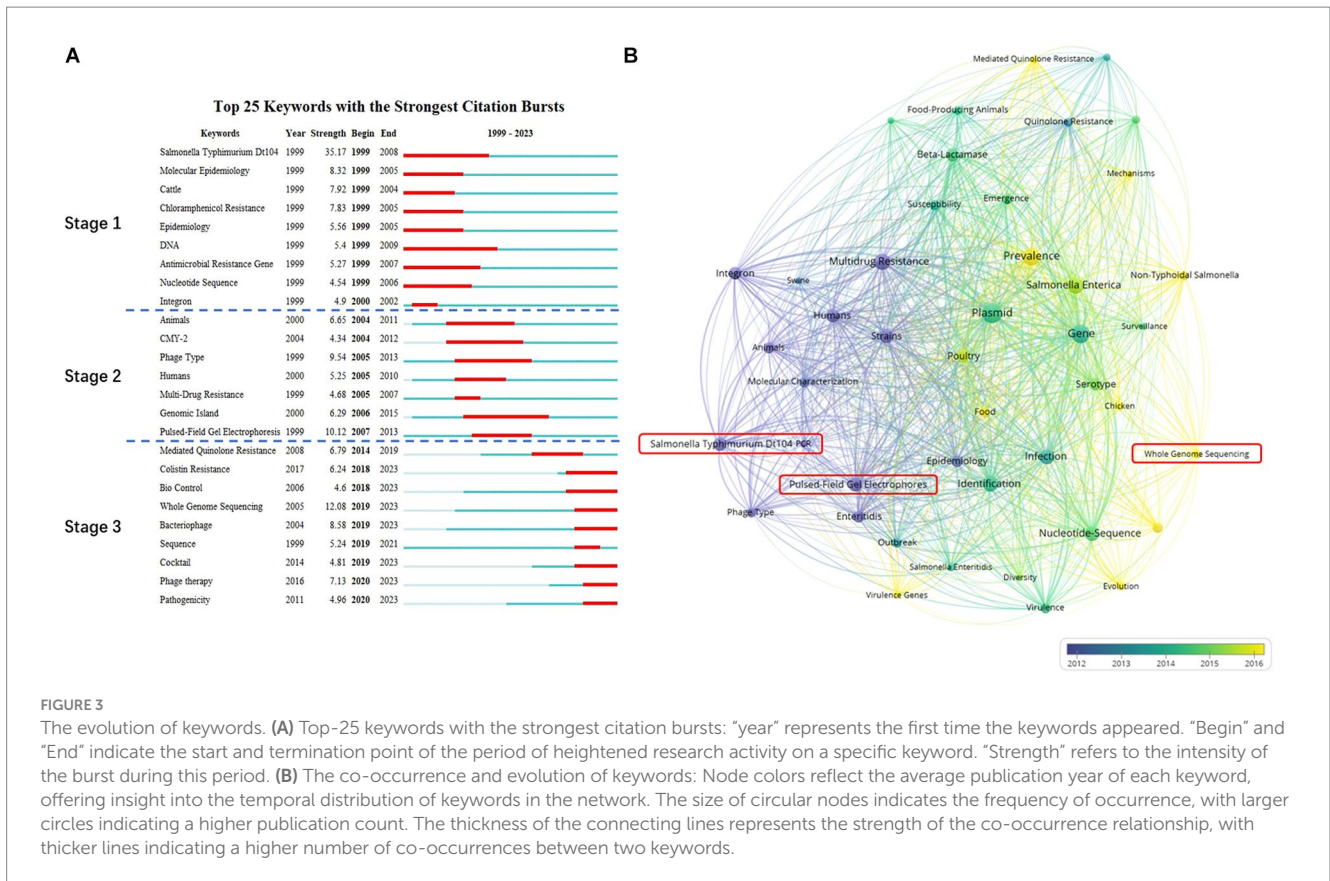 A
Top 25 Keywords with the Strongest Citation Bursts
Keywords Year Strength Begin End 1999 - 2023
Stage 1
Salmonella Typhimurium Dt104 1999 35.17 1999 2008
Molecular Epidemiology 1999 8.32 1999 2005
Cattle 1999 7.92 1999 2004
Chloramphenicol Resistance 1999 7.83 1999 2005
Epidemiology 1999 5.56 1999 2005
DNA 1999 5.4 1999 2009
Antimicrobial Resistance Gene 1999 5.27 1999 2007
Nucleotide Sequence 1999 4.54 1999 2006
Integron 1999 4.9 2000 2002
Stage 2
Animals 2000 6.65 2004 2011
CMY-2 2004 4.34 2004 2012
Phage Type 1999 9.54 2005 2013
Humans 2000 5.25 2005 2010
Multi-Drug Resistance 1999 4.68 2005 2007
Genomic Island 2000 6.29 2006 2015
Pulsed-Field Gel Electrophoresis 1999 10.12 2007 2013
Stage 3
Mediated Quinolone Resistance 2008 6.79 2014 2019
Colistin Resistance 2017 6.24 2018 2023
Bio Control 2006 4.6 2018 2023
Whole Genome Sequencing 2005 12.08 2019 2023
Bacteriophage 2004 8.58 2019 2023
Sequence 1999 5.24 2019 2021
Cocktail 2014 4.81 2019 2023
Phage therapy 2016 7.13 2020 2023
Pathogenicity 2011 4.96 2020 2023
B
Mediated Quinolone Resistance
Food-Producing Animals
Quinolone Resistance
Beta-Lactamase
Mechanisms
Susceptibility
Emergence
Multidrug Resistance
Prevalence
Integron
Swine
Salmonella Enterica
Non-Typhoidal Salmonella
Humans
Plasmid
Strains
Gene
Surveillance
Animals
Poultry
Molecular Characterization
Serotype
Food
Chicken
Salmonella Typhimurium Dt104 PCR
Epidemiology
Infection
Whole Genome Sequencing
Pulsed-Field Gel Electrophores
Identification
Phage Type
Enteritidis
Outbreak
Nucleotide-Sequence
Salmonella Enteritidis
Diversity
Evolution
Virulence Genes
Virulence
2012 2013 2014 2015 2016
FIGURE 3
The evolution of keywords. (A) Top-25 keywords with the strongest citation bursts: "year" represents the first time the keywords appeared. "Begin" and
"End" indicate the start and termination point of the period of heightened research activity on a specific keyword. "Strength" refers to the intensity of
the burst during this period. (B) The co-occurrence and evolution of keywords: Node colors reflect the average publication year of each keyword,
offering insight into the temporal distribution of keywords in the network. The size of circular nodes indicates the frequency of occurrence, with larger
circles indicating a higher publication count. The thickness of the connecting lines represents the strength of the co-occurrence relationship, with
thicker lines indicating a higher number of co-occurrences between two keywords.